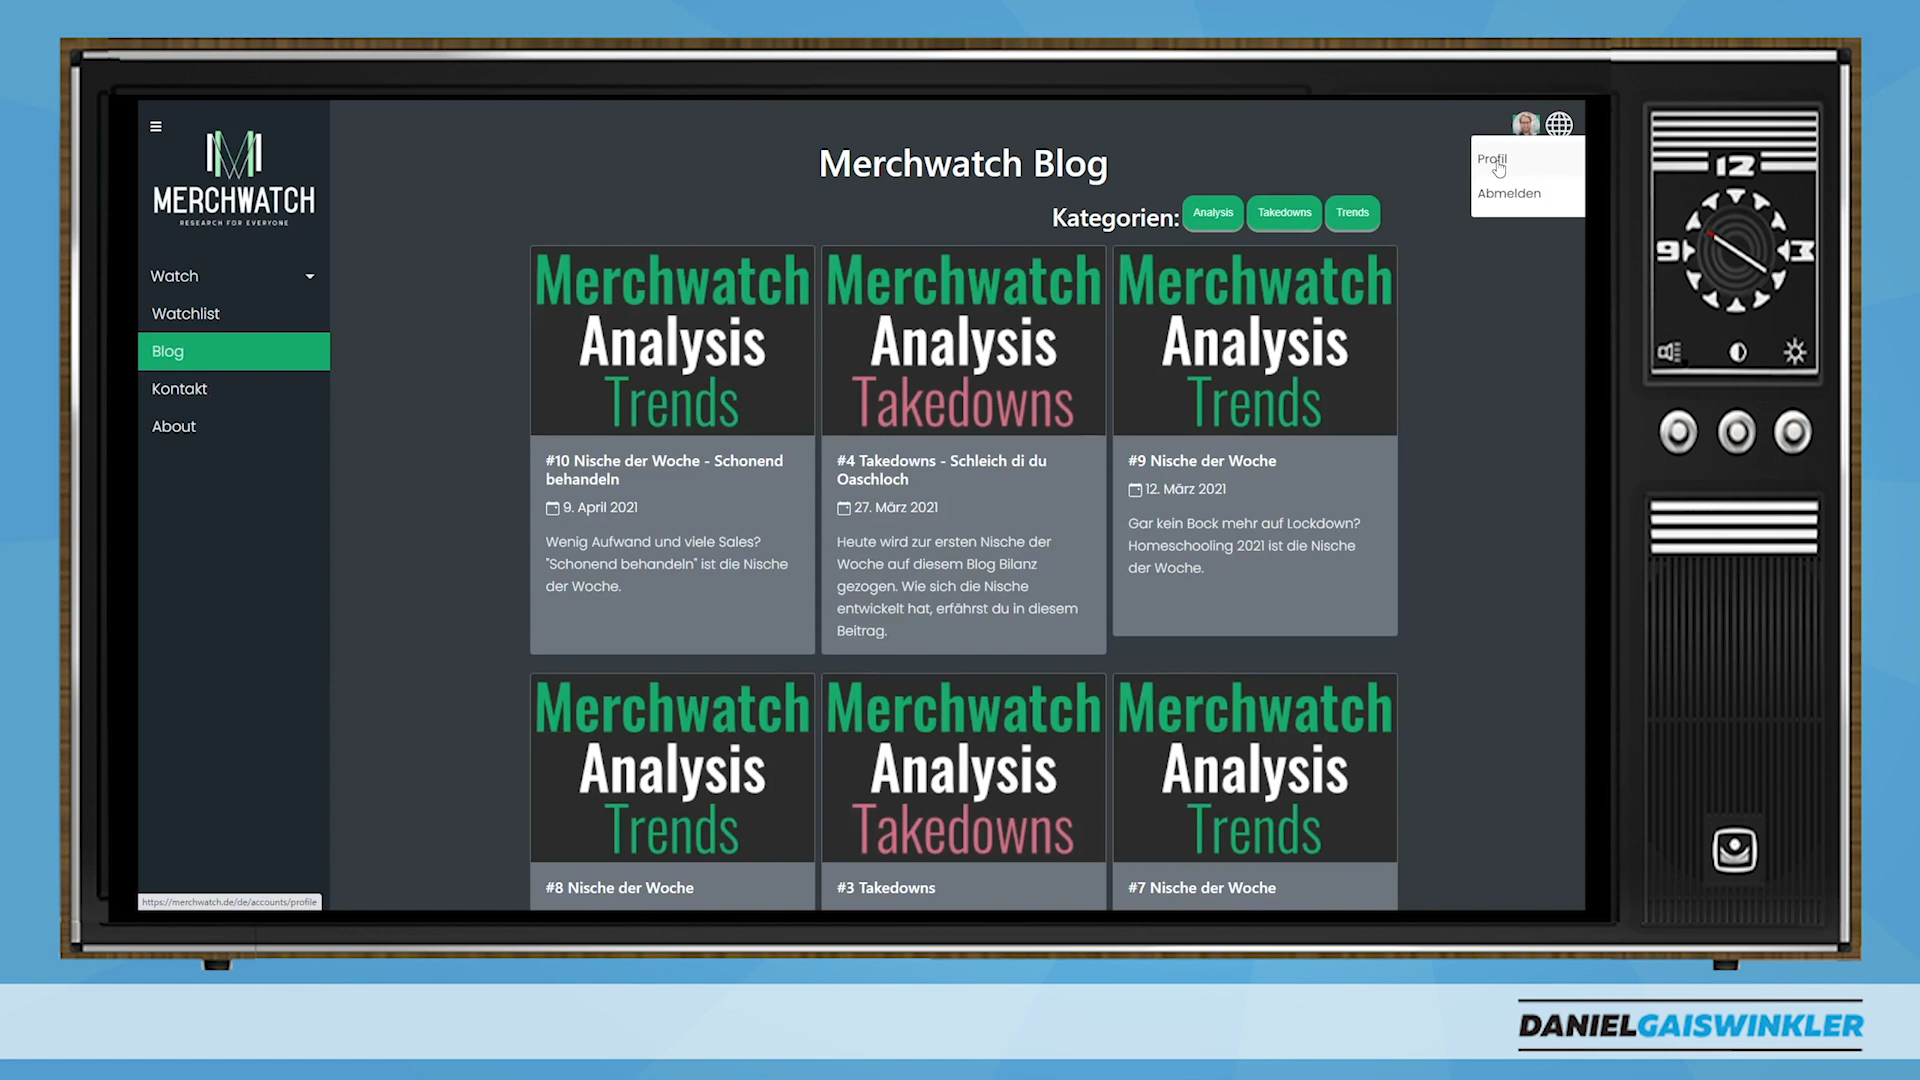 MERCHWATCH
RESEARCH FOR EVERYONE
Watch
Watchlist
Blog
Kontakt
About
https://merchwatch.de/de/accounts/profile
Merchwatch Blog
Kategorien:
Analysis
Takedowns
Trends
Profil
Abmelden
Merchwatch
Analysis
Trends
#10 Nische der Woche - Schonend
behandeln
9. April 2021
Wenig Aufwand und viele Sales?
"Schonend behandeln" ist die Nische
der Woche.
Merchwatch
Analysis
Takedowns
#4 Takedowns - Schleich di du
Oaschloch
27. März 2021
Heute wird zur ersten Nische der
Woche auf diesem Blog Bilanz
gezogen. Wie sich die Nische
entwickelt hat, erfährst du in diesem
Beitrag.
Merchwatch
Analysis
Trends
#9 Nische der Woche
12. März 2021
Gar kein Bock mehr auf Lockdown?
Homeschooling 2021 ist die Nische
der Woche.
Merchwatch
Analysis
Trends
#8 Nische der Woche
Merchwatch
Analysis
Takedowns
#3 Takedowns
Merchwatch
Analysis
Trends
#7 Nische der Woche
12
9
3
DANIELGAISWINKLER